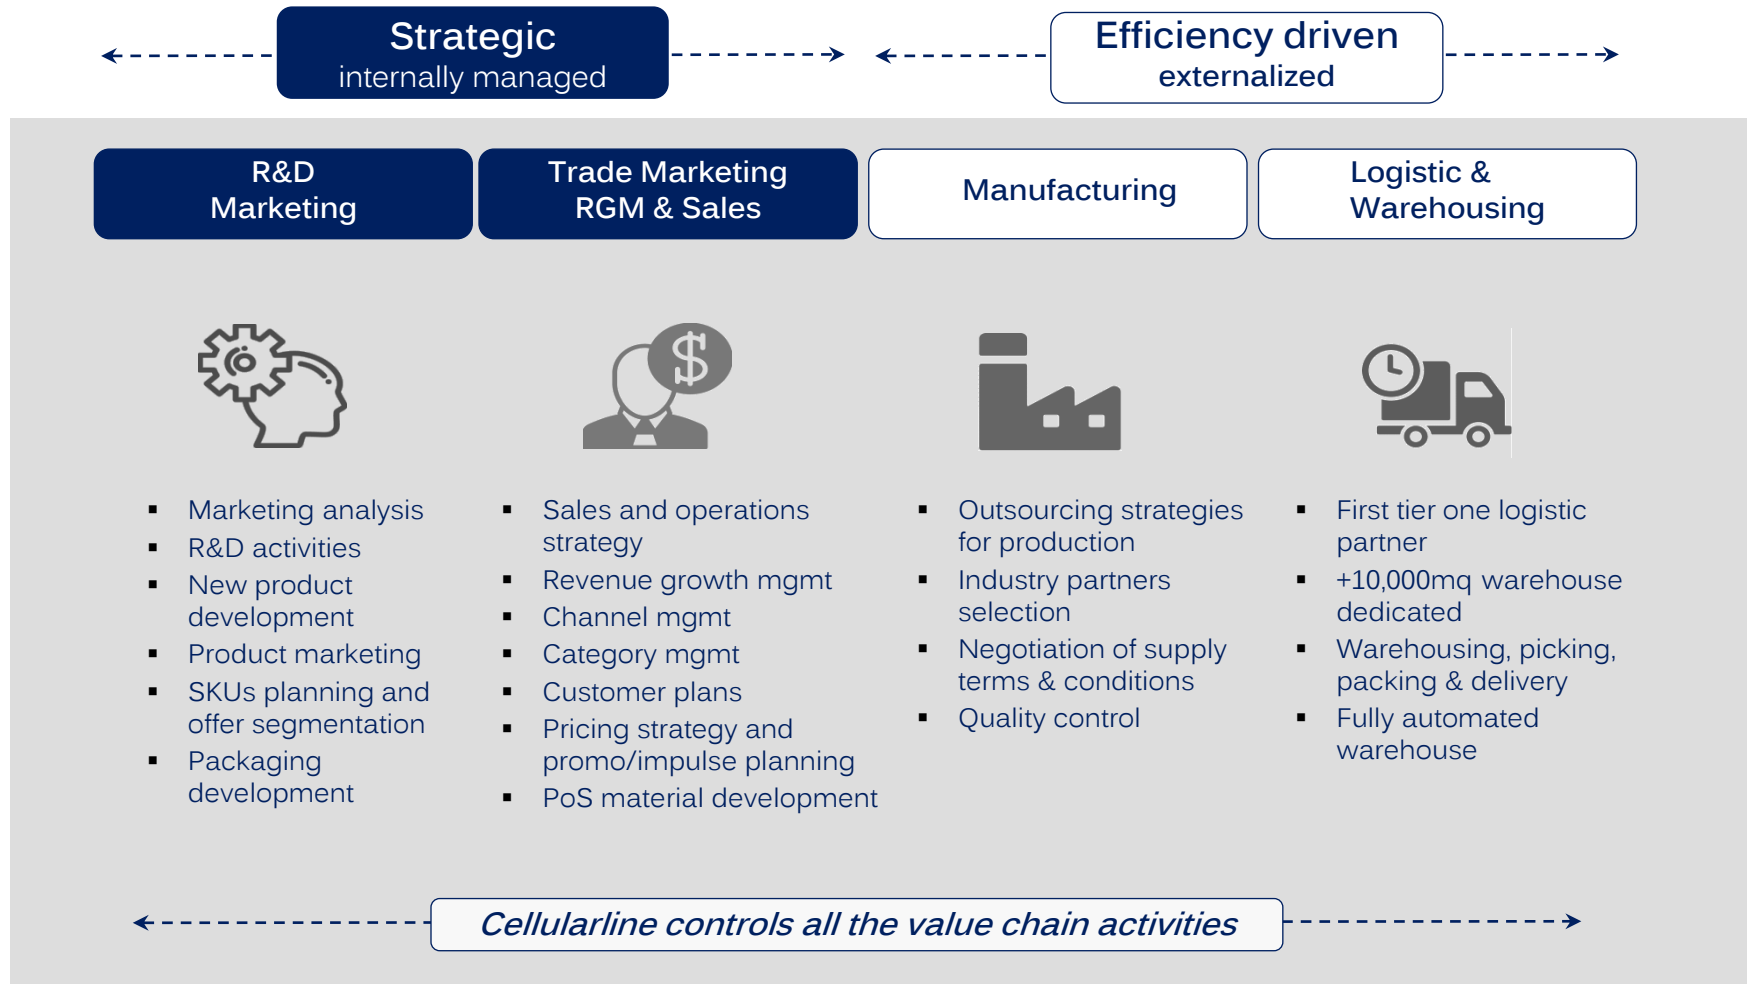 Strategic
internally managed
Efficiency driven
externalized
R&D
Marketing
Trade Marketing
RGM & Sales
Manufacturing
Logistic &
Warehousing
▪ Marketing analysis
▪ R&D activities
▪ New product
development
▪ Product marketing
▪ SKUs planning and
offer segmentation
▪ Packaging
development
▪ Sales and operations
strategy
▪ Revenue growth mgmt
▪ Channel mgmt
▪ Category mgmt
▪ Customer plans
▪ Pricing strategy and
promo/impulse planning
▪ PoS material development
▪ Outsourcing strategies
for production
▪ Industry partners
selection
▪ Negotiation of supply
terms & conditions
▪ Quality control
▪ First tier one logistic
partner
▪ +10,000mq warehouse
dedicated
▪ Warehousing, picking,
packing & delivery
▪ Fully automated
warehouse
Cellularline controls all the value chain activities